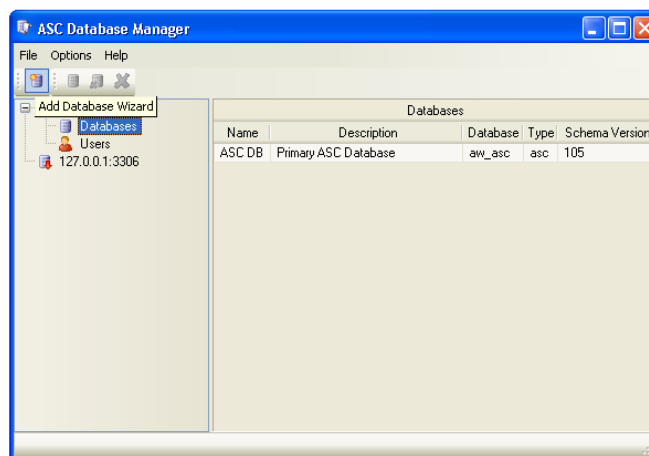 ASC Database Manager
File Options Help
Add Database Wizard
Databases
Users
127.0.0.1:3306
Databases
Name Description Database Type Schema Version
ASC DB Primary ASC Database aw_asc asc 105